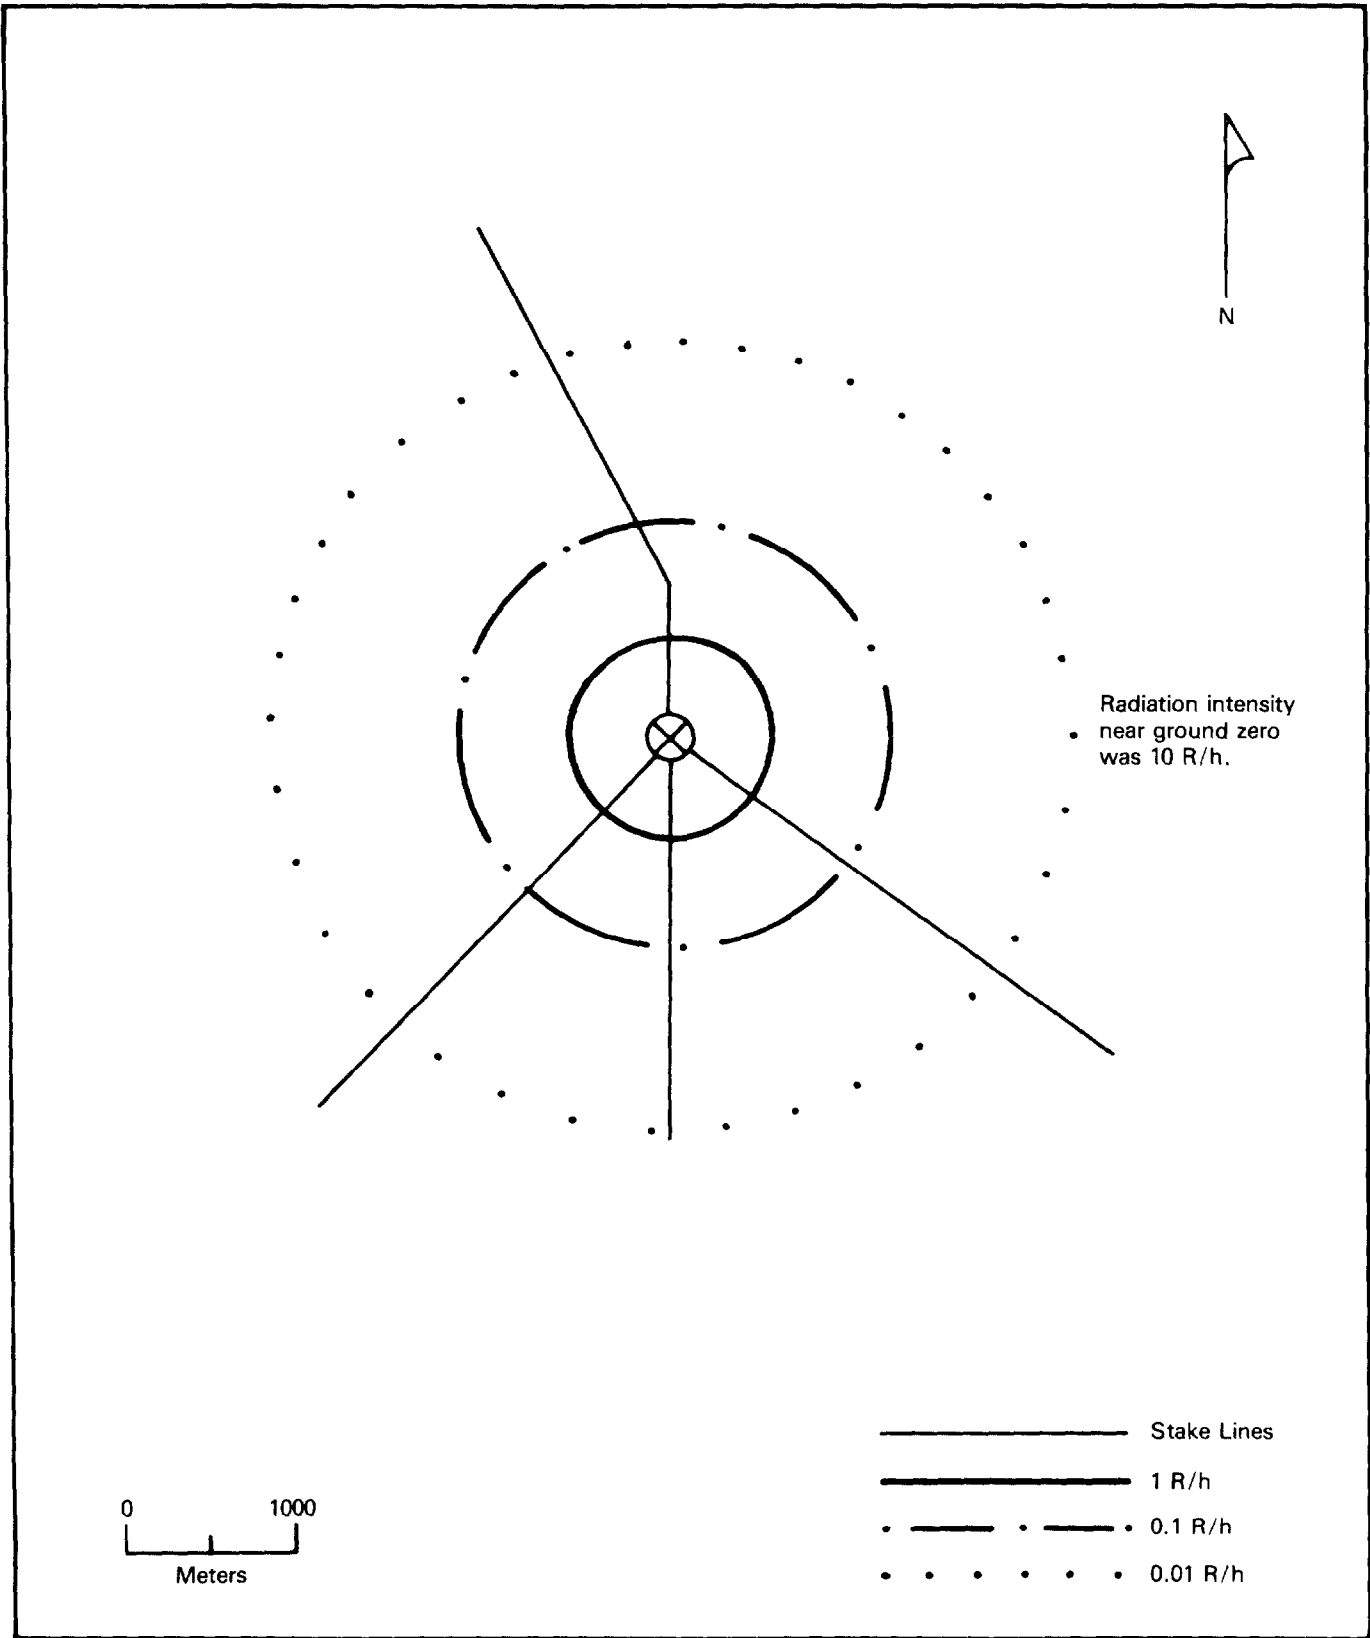 N
Radiation intensity
near ground zero
was 10 R/h.
Stake Lines
1 R/h
0.1 R/h
0.01 R/h
0 1000
Meters